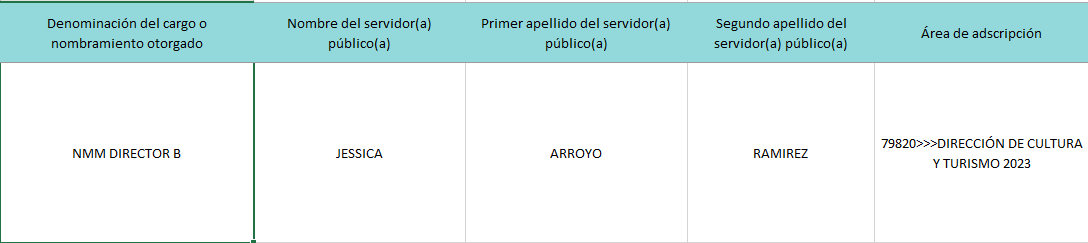 Denominación del cargo o
nombramiento otorgado
Nombre del servidor(a)
público(a)
Primer apellido del servidor(a)
público(a)
Segundo apellido del
servidor(a) público(a)
Área de adscripción
NMM DIRECTOR B
JESSICA
ARROYO
RAMIREZ
79820>>>DIRECCIÓN DE CULTURA
Y TURISMO 2023